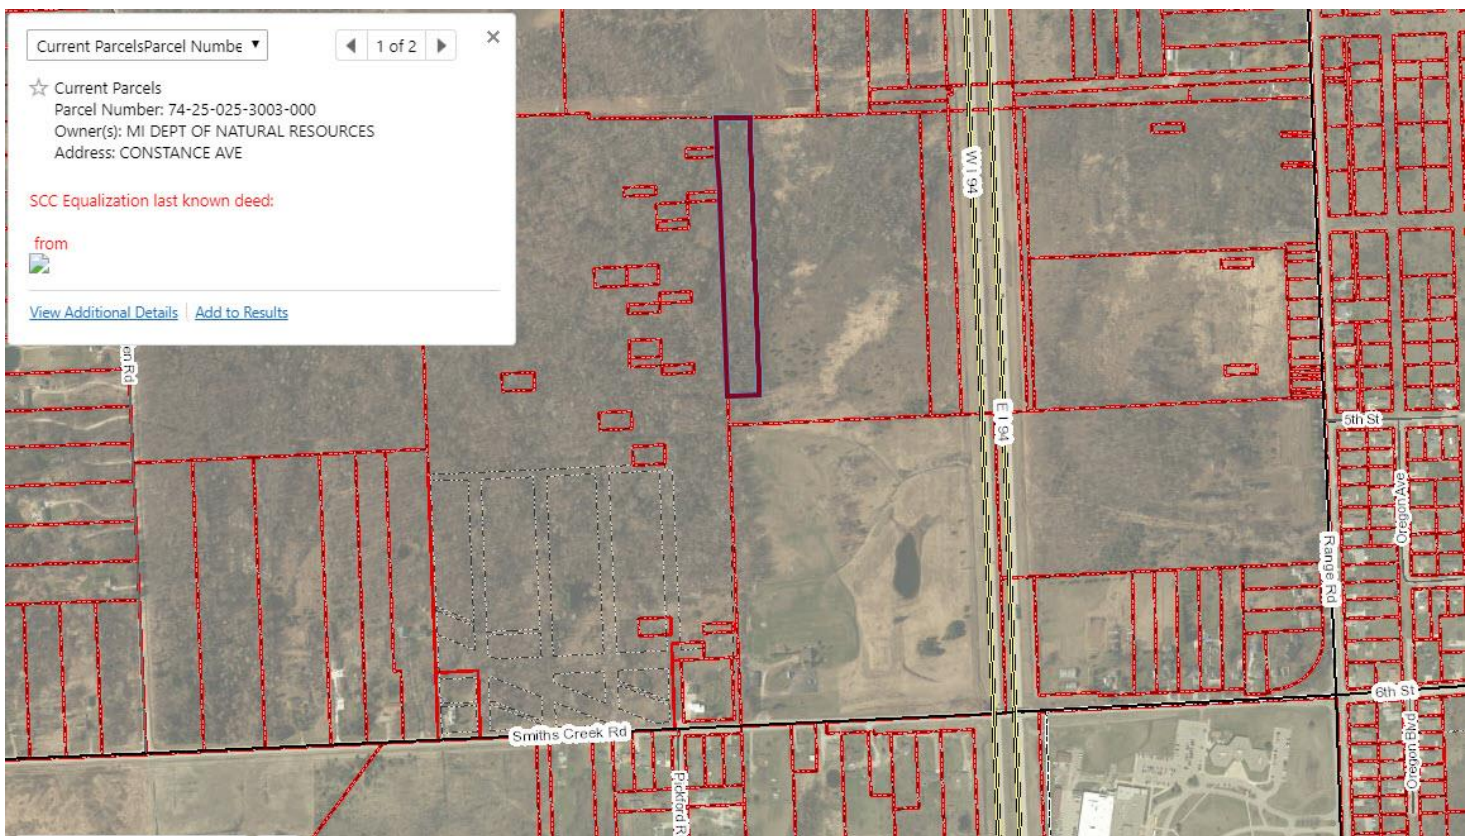 Current ParcelsParcel Numbe
1 of 2
Current Parcels
Parcel Number: 74-25-025-3003-000
Owner(s): MI DEPT OF NATURAL RESOURCES
Address: CONSTANCE AVE
SCC Equalization last known deed:
from
View Additional Details
Add to Results
W I 94
en Rd
E I 94
5th St
Oregon Ave
Range Rd
6th St
Smiths Creek Rd
Pickford R
Oregon Blvd